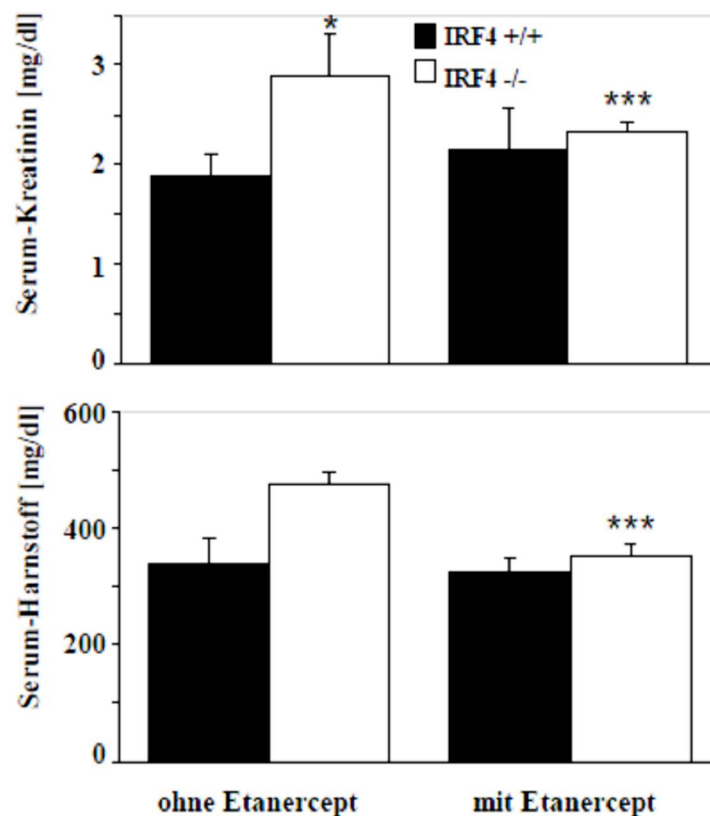 Serum-Kreatinin [mg/dl]
3
2
1
0
*
***
IRF4 +/+
IRF4 -/-
Serum-Harnstoff [mg/dl]
600
400
200
0
***
ohne Etanercept
mit Etanercept